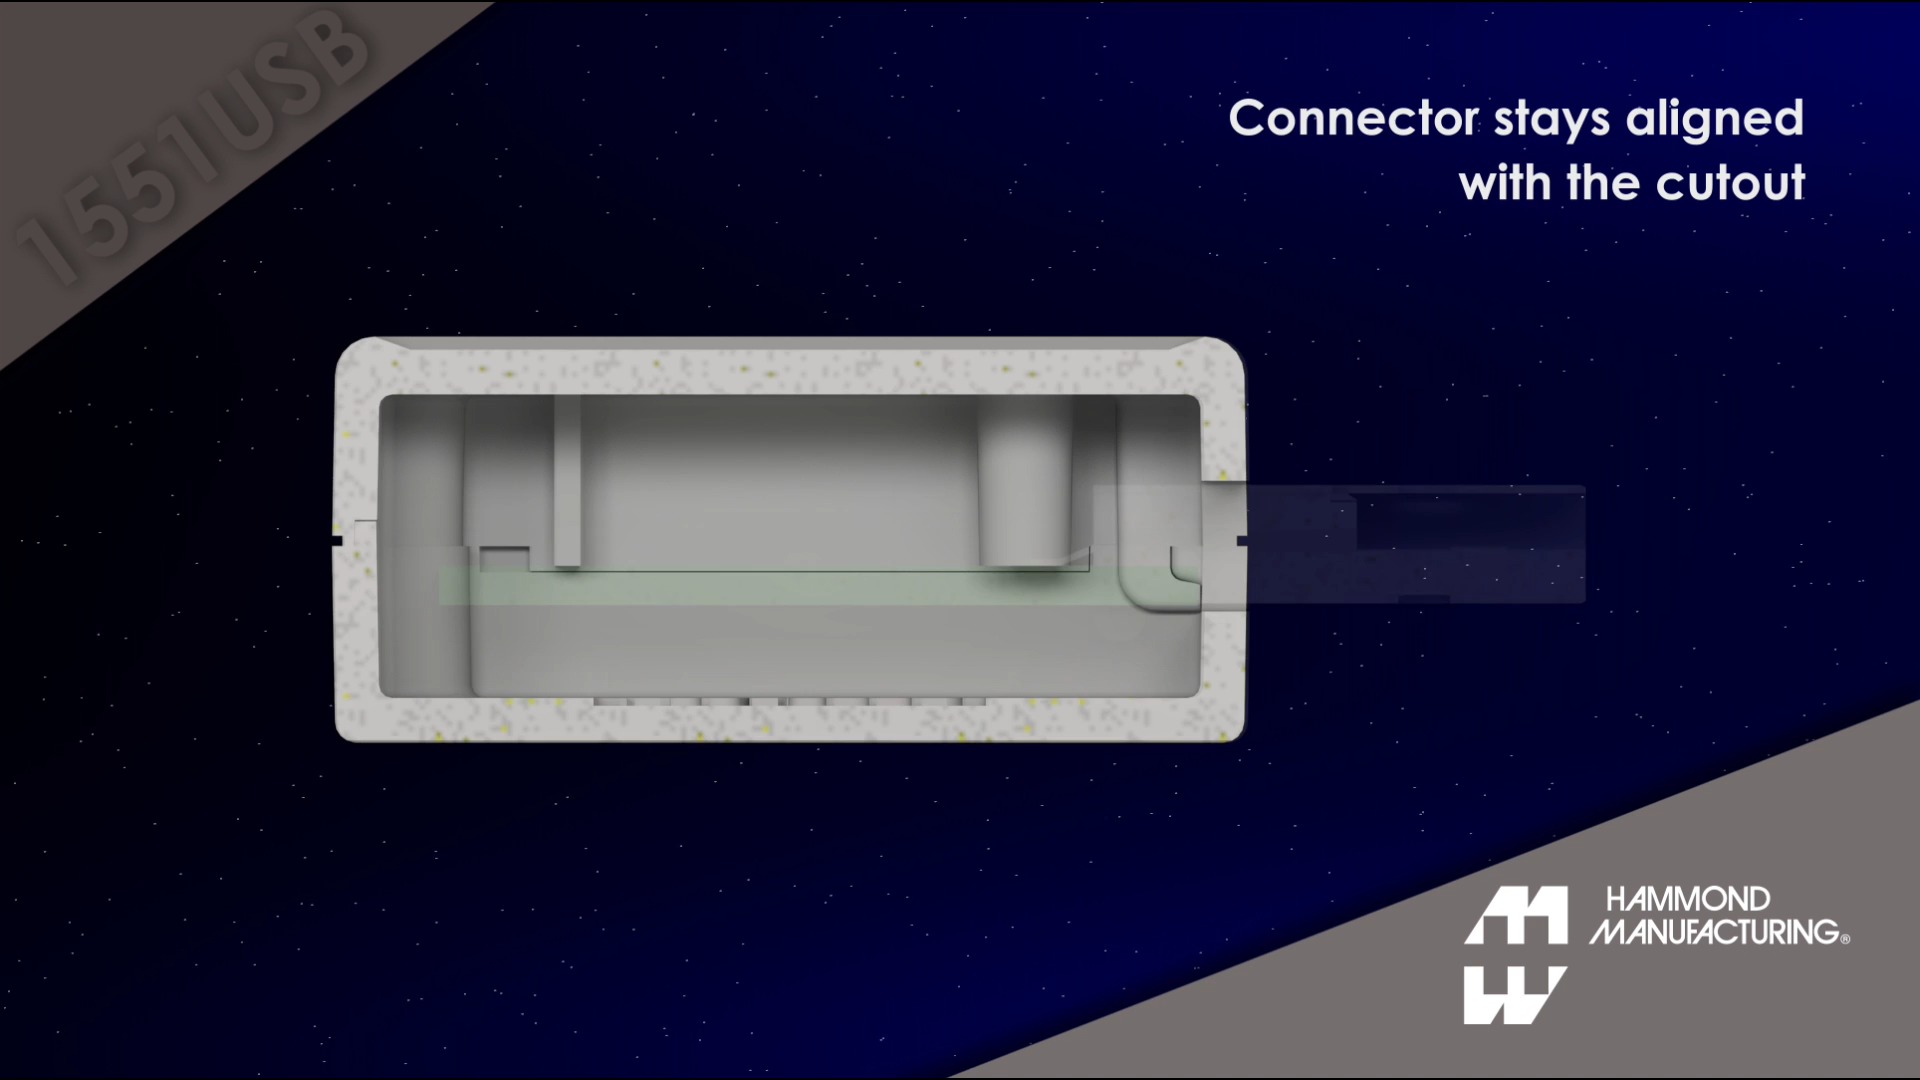 1551USB
Connector stays aligned
with the cutout
HAMMOND
MANUFACTURING®